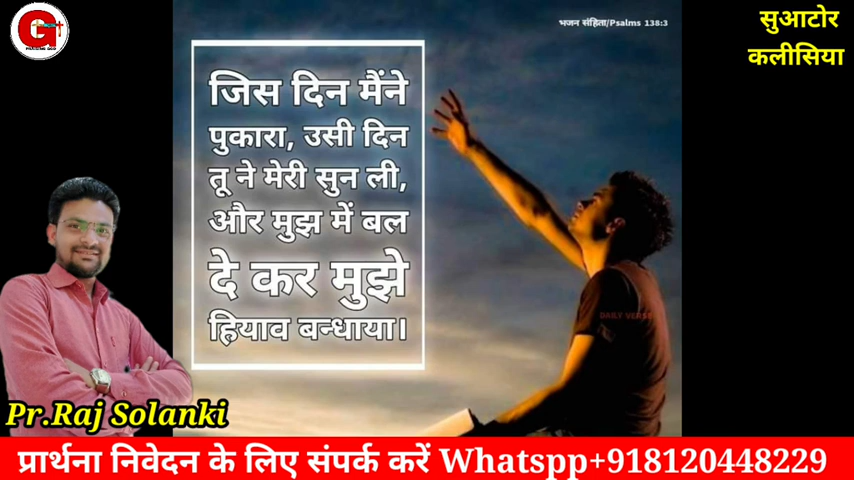 भजन संहिता/Psalms 138:3
सुआटोर
कलीसिया
जिस दिन मैंने
पुकारा, उसी दिन
तू ने मेरी सुन ली,
और मुझ में बल
दे कर मुझे
हियाव बन्धाया।
DAILY VERSE
Pr.Raj Solanki
प्रार्थना निवेदन के लिए संपर्क करें Whatspp+918120448229